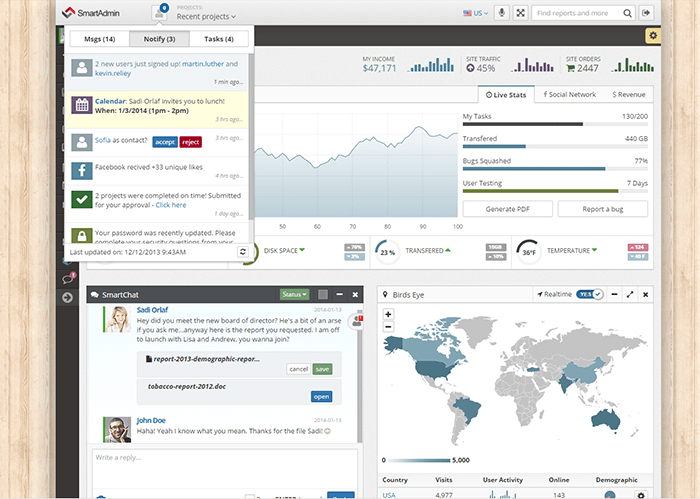 SmartAdmin
8
PROJECTS:
Recent projects
US
Find reports and more
Msgs (14)
Notify (3)
Tasks (4)
2 new users just signed up! martin.luther and
kevin.reliey
1 min ago...
Calendar: Sadi Orlaf invites you to lunch!
When: 1/3/2014 (1pm - 2pm)
3 hrs ago...
Sofia as contact?
accept
reject
3 hrs ago...
Facebook recived +33 unique likes
4 hrs ago...
2 projects were completed on time! Submitted
for your approval - Click here
1 day ago...
Your password was recently updated. Please
complete your security questions from your
Last updated on: 12/12/2013 9:43AM
MY INCOME
$47,171
SITE TRAFFIC
45%
SITE ORDERS
2447
Live Stats
Social Network
$ Revenue
My Tasks
130/200
Transfered
440 GB
Bugs Squashed
77%
User Testing
7 Days
Generate PDF
Report a bug
50
60
70
80
90
100
DISK SPACE
76%
3%
23 %
TRANSFERED
10GB
10%
36°F
TEMPERATURE
124
40 F
SmartChat
Status
Sadi Orlaf
2014-01-13
Hey did you meet the new board of director? He's a bit of an arse
if you ask me...anyway here is the report you requested. I am off
to launch with Lisa and Andrew, you wanna join?
report-2013-demographic-repor...
cancel
save
tobacco-report-2012.doc
open
John Doe
2014-01-13
Haha! Yeah I know what you mean. Thanks for the file Sadi!
Write a reply...
Birds Eye
Realtime
YES
+
−
0
5,000
Country
Visits
User Activity
Online
Demographic
USA
4,977
143